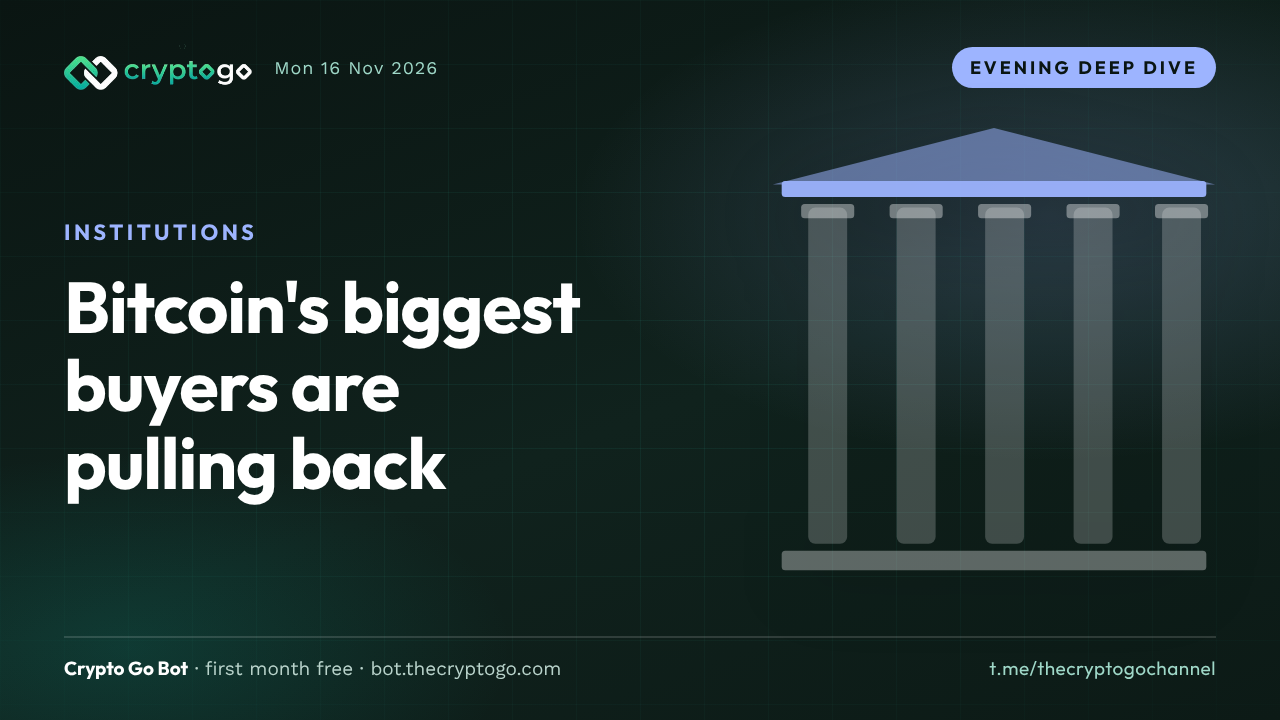 cryptogo
Mon 16 Nov 2026
EVENING DEEP DIVE
INSTITUTIONS
Bitcoin's biggest
buyers are
pulling back
Crypto Go Bot · first month free · bot.thecryptogo.com
t.me/thecryptogochannel